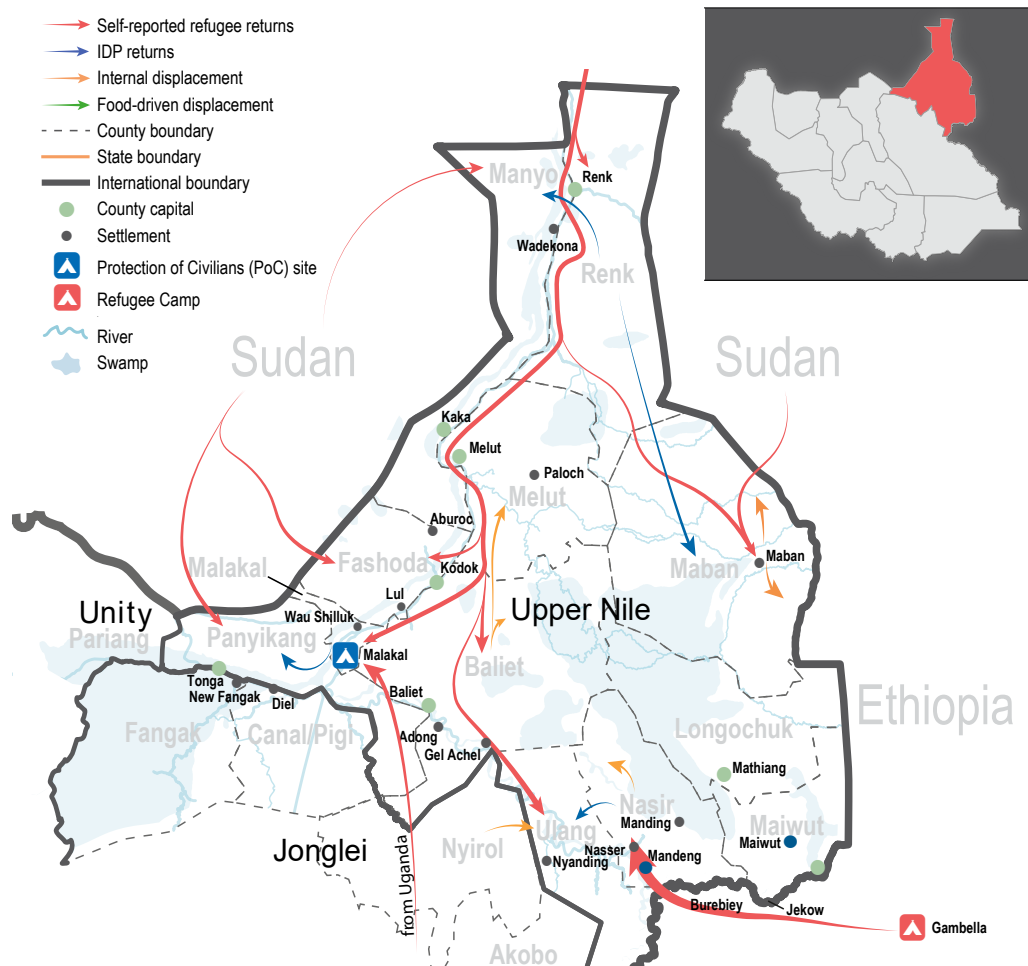 Self-reported refugee returns
IDP returns
Internal displacement
Food-driven displacement
County boundary
State boundary
International boundary
County capital
Settlement
Protection of Civilians (PoC) site
Refugee Camp
River
Swamp
Manyo
Renk
Wadekona
Renk
Sudan
Sudan
Kaka
Melut
Paloch
Melut
Aburoc
Fashoda
Malakal
Kodok
Maban
Maban
Lul
Unity
Wau Shilluk
Upper Nile
Pariang
Panyikang
Malakal
Baliet
Tonga
New Fangak
Diel
Baliet
Ethiopia
Fangak
Canal/Pigi
Adong
Gel Achel
Longochuk
Mathiang
Nasir
Manding
Maiwut
Ulang
Jonglei
Nyirol
Nasser
Maiwut
Nyanding
Mandeng
from Uganda
Burebiey
Jekow
Gambella
Akobo